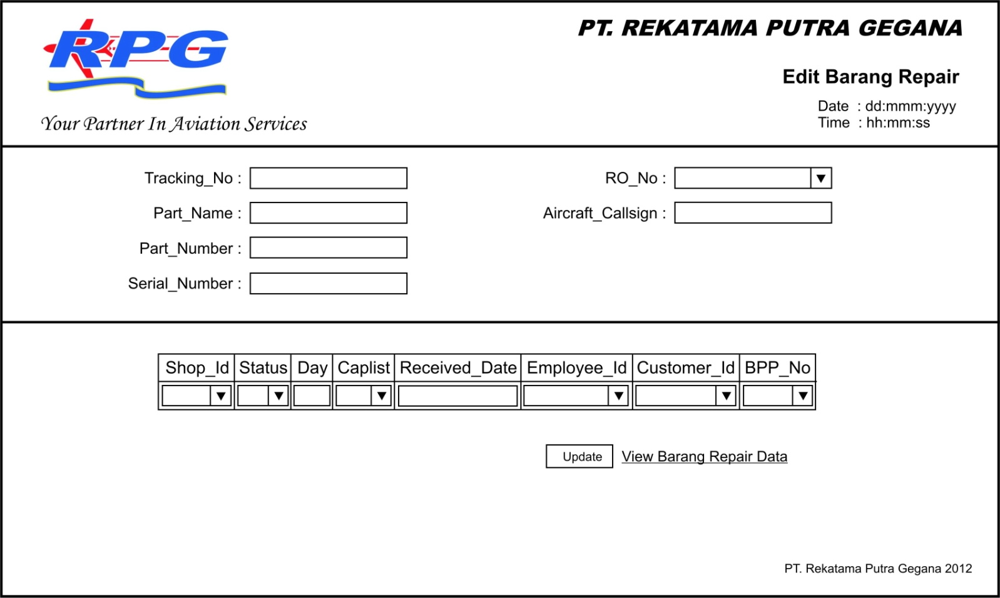 RPG
Your Partner In Aviation Services
PT. REKATAMA PUTRA GEGANA
Edit Barang Repair
Date : dd:mmm:yyyy
Time : hh:mm:ss
Tracking_No :
Part_Name :
Part_Number :
Serial_Number :
RO_No : ▼
Aircraft_Callsign :
Shop_Id Status Day Caplist Received_Date Employee_Id Customer_Id BPP_No
▼ ▼ ▼ ▼ ▼ ▼
Update View Barang Repair Data
PT. Rekatama Putra Gegana 2012